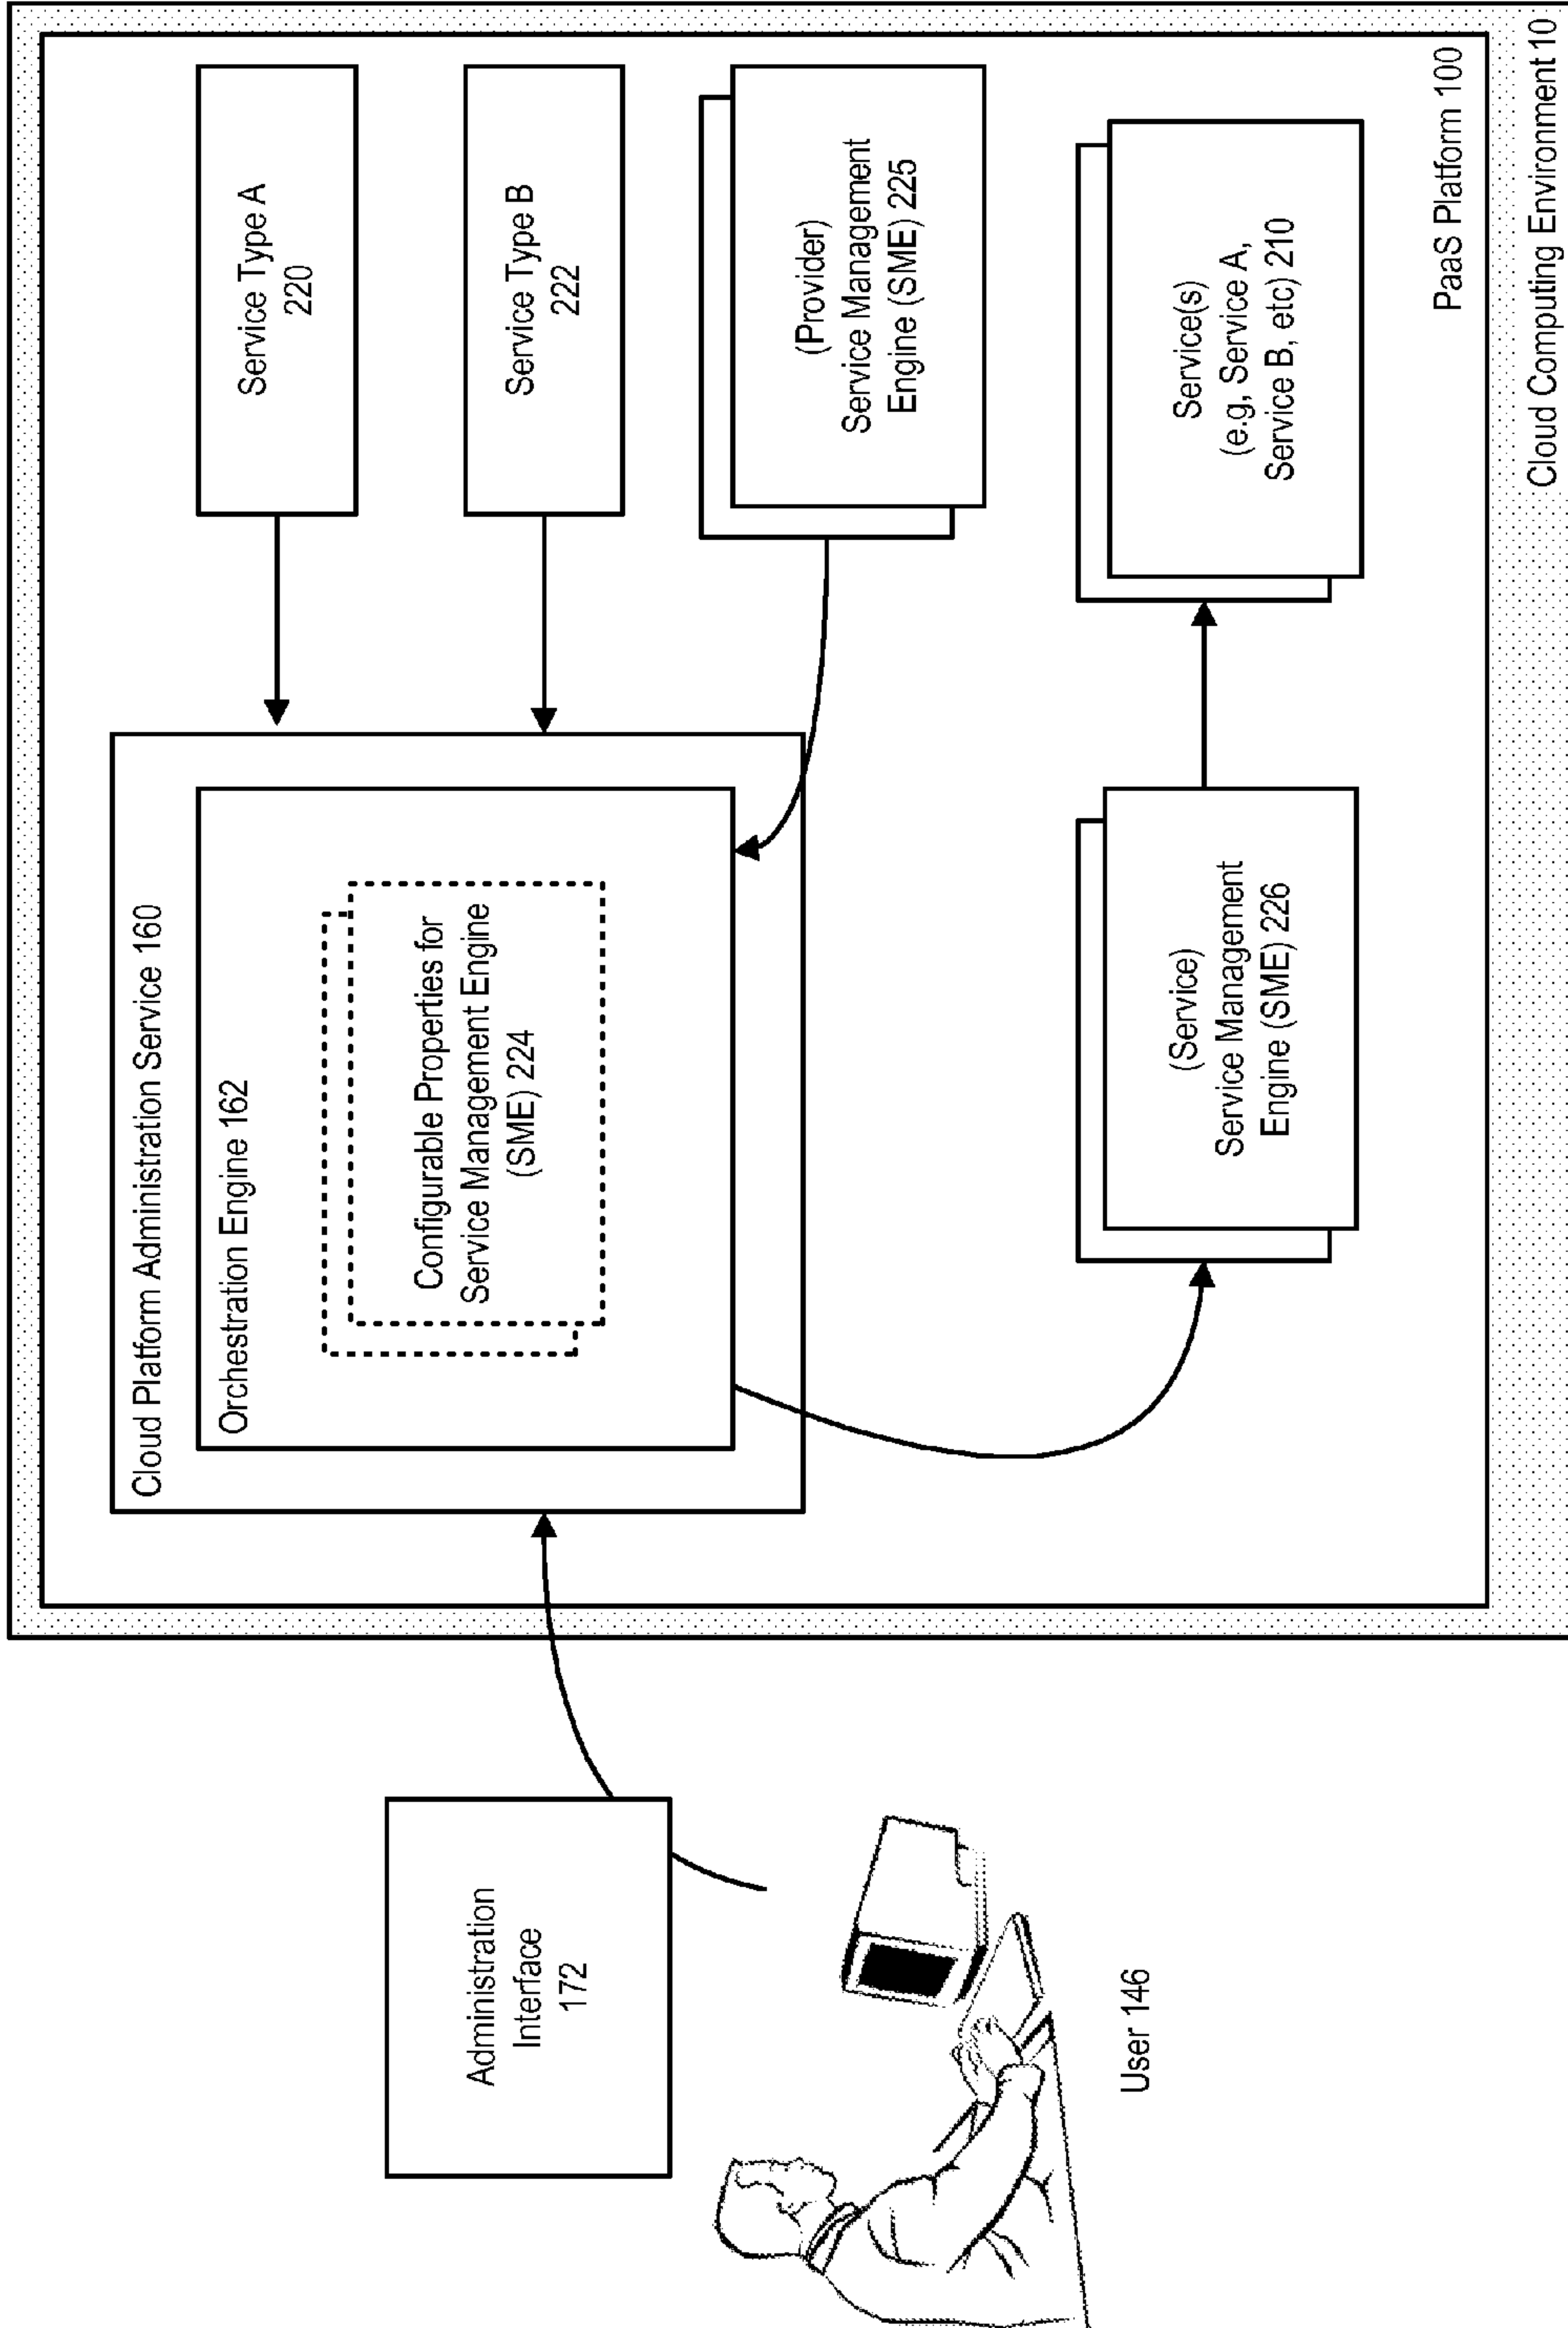 Administration
Interface
172
User 146
Cloud Platform Administration Service 160
Orchestration Engine 162
Configurable Properties for
Service Management Engine
(SME) 224
Service Type A
220
Service Type B
222
(Provider)
Service Management
Engine (SME) 225
(Service)
Service Management
Engine (SME) 226
Service(s)
(e.g, Service A,
Service B, etc) 210
PaaS Platform 100
Cloud Computing Environment 10